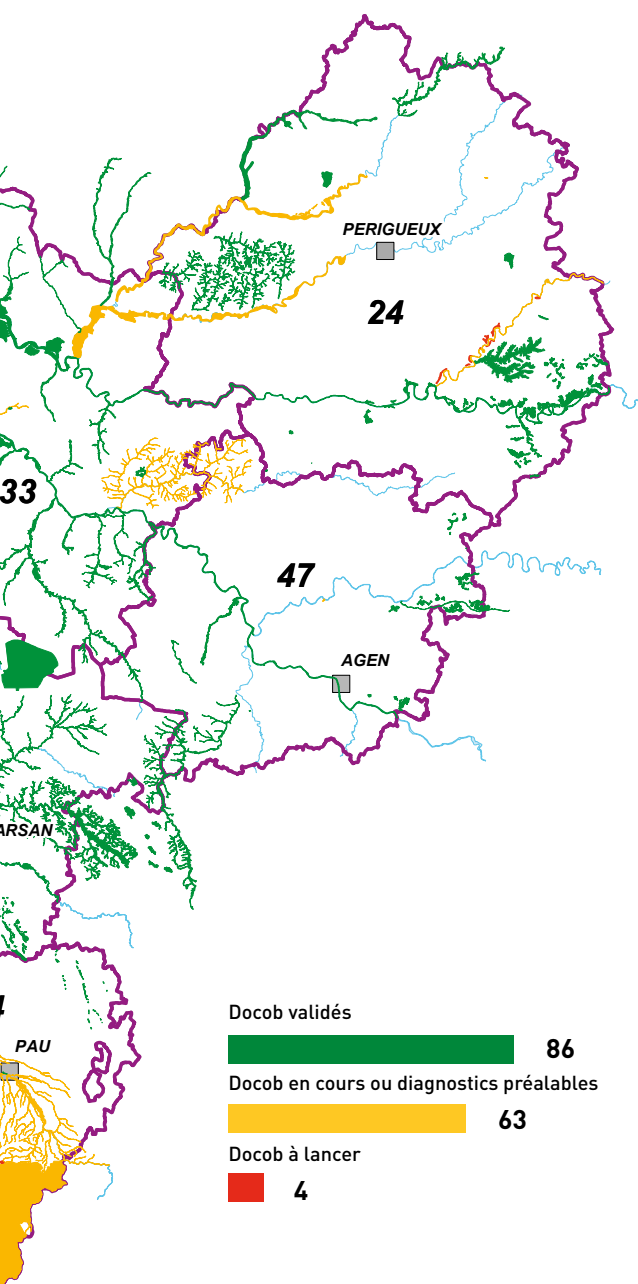 PERIGUEUX
24
33
47
AGEN
ARSAN
4
PAU
Docob validés
86
Docob en cours ou diagnostics préalables
63
Docob à lancer
4